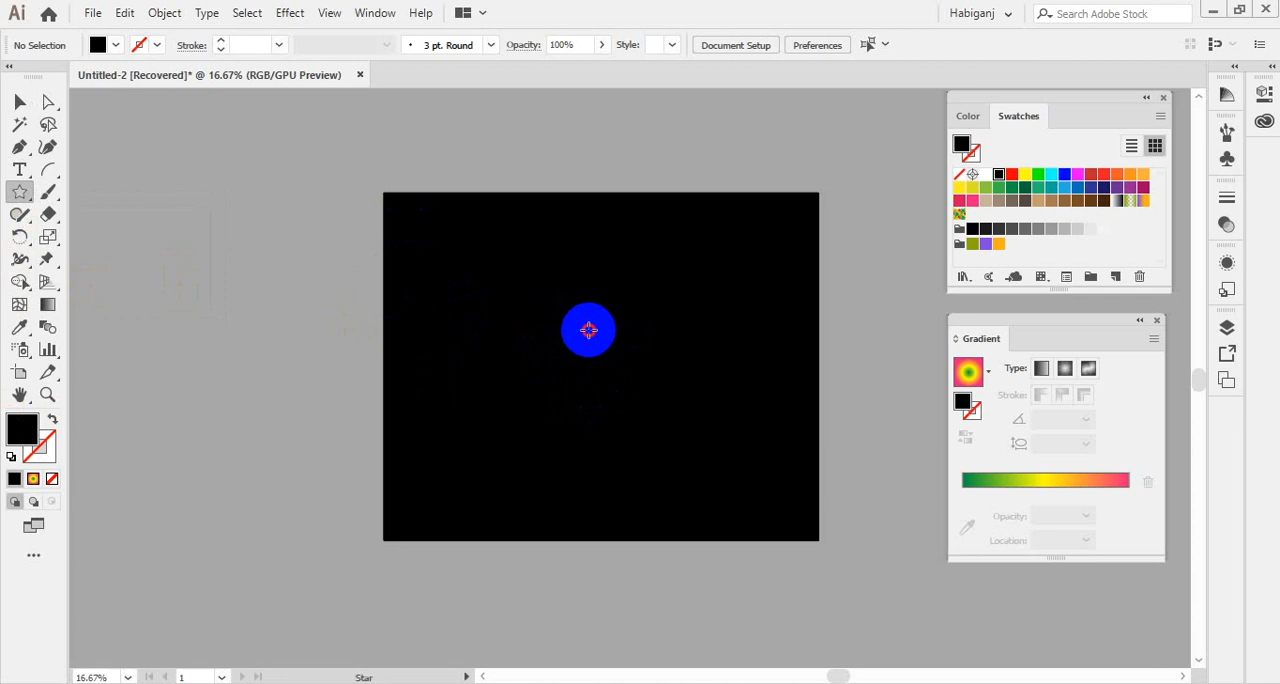 Ai File Edit Object Type Select Effect View Window Help Habiganj Search Adobe Stock
No Selection Stroke: 3 pt. Round Opacity: 100% Style: Document Setup Preferences
Untitled-2 [Recovered]* @ 16.67% (RGB/GPU Preview)
Color Swatches
Gradient
Type:
Stroke:
Opacity:
Location:
16.67% 1 Star